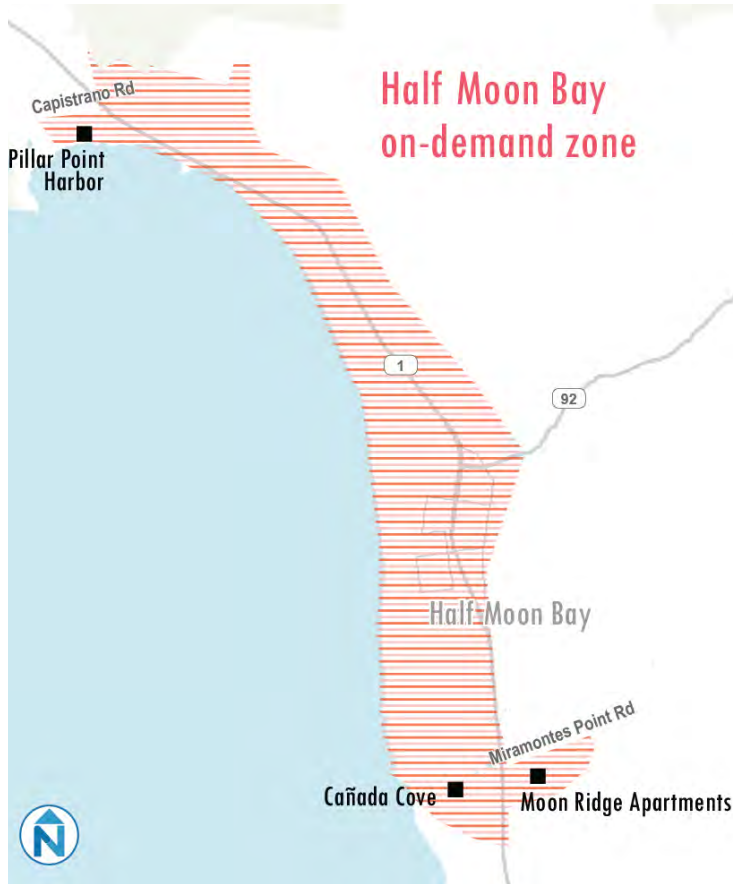 Half Moon Bay
on-demand zone
Capistrano Rd
Pillar Point
Harbor
1
92
Half Moon Bay
Miramontes Point Rd
Cañada Cove
Moon Ridge Apartments
N